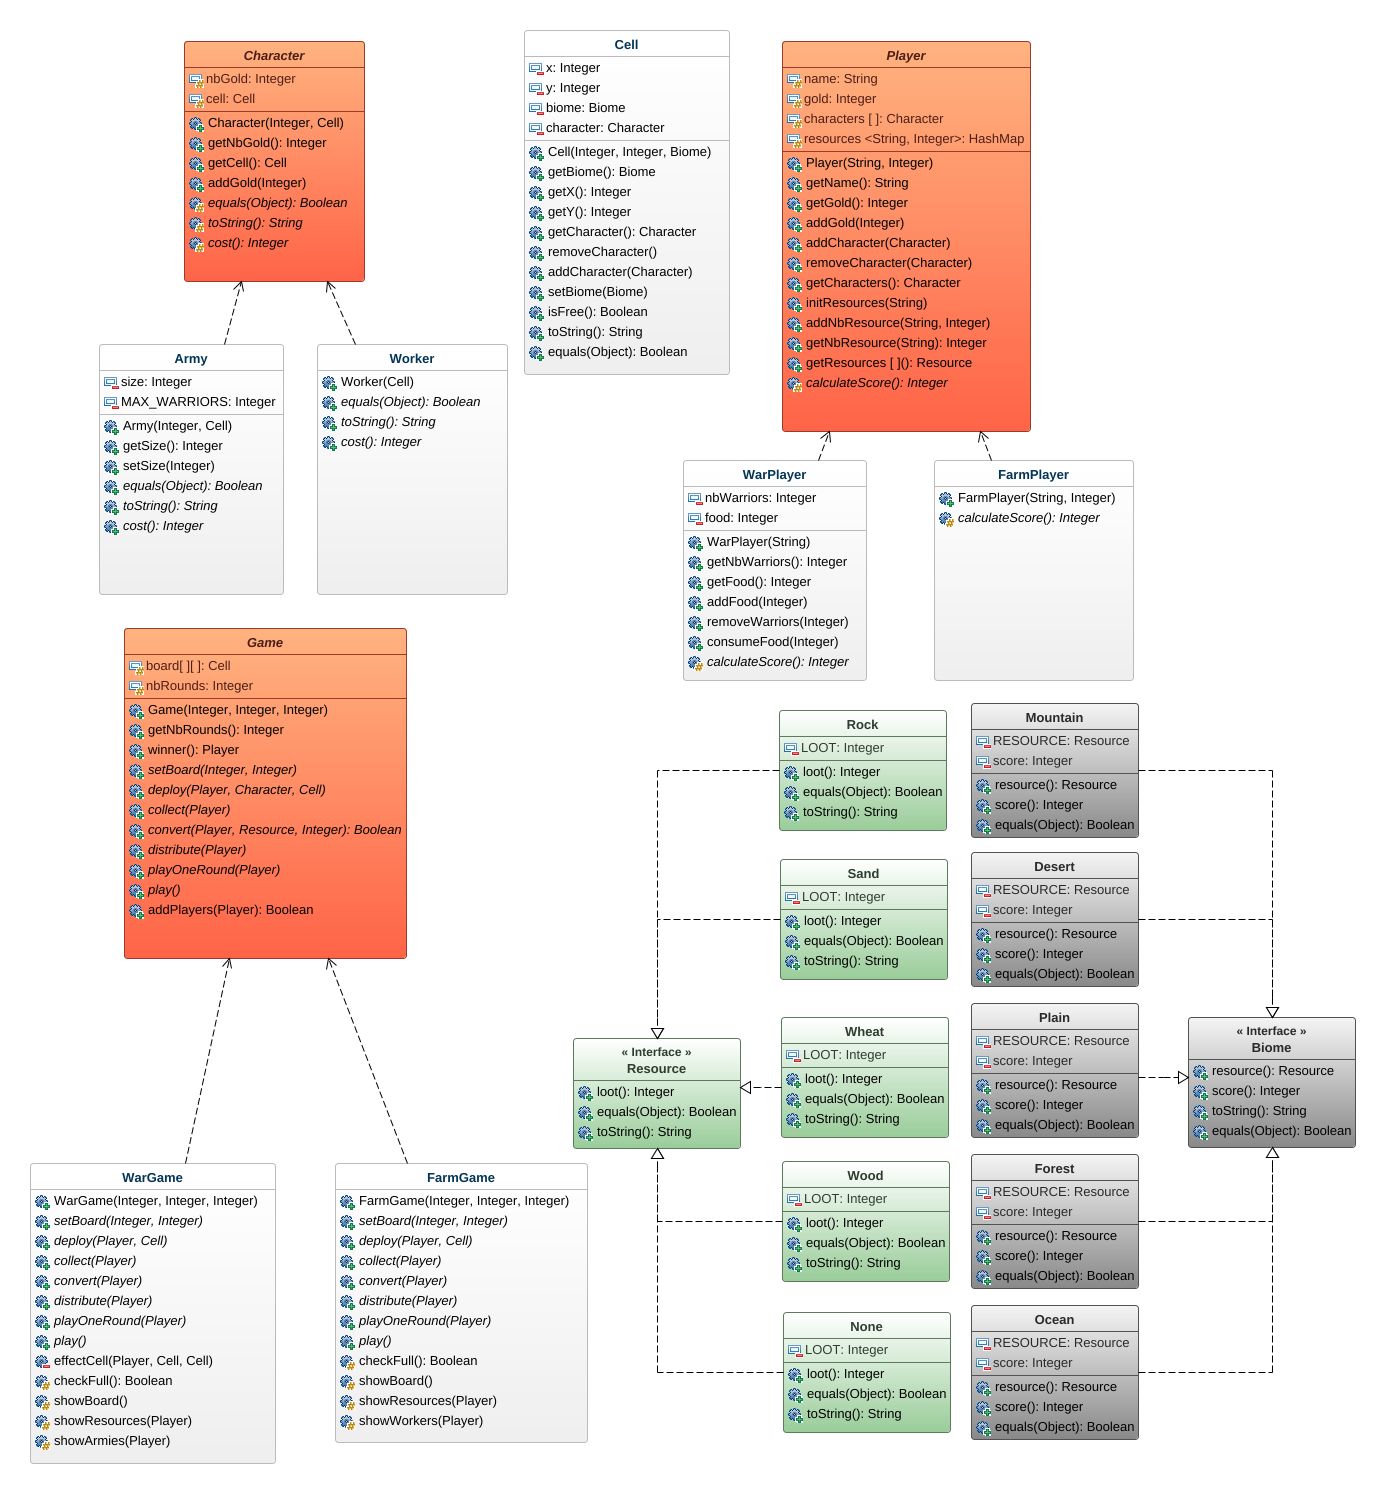 Character
nbGold: Integer
cell: Cell
Character(Integer, Cell)
getNbGold(): Integer
getCell(): Cell
addGold(Integer)
equals(Object): Boolean
toString(): String
cost(): Integer
Cell
x: Integer
y: Integer
biome: Biome
character: Character
Cell(Integer, Integer, Biome)
getBiome(): Biome
getX(): Integer
getY(): Integer
getCharacter(): Character
removeCharacter()
addCharacter(Character)
setBiome(Biome)
isFree(): Boolean
toString(): String
equals(Object): Boolean
Player
name: String
gold: Integer
characters [ ]: Character
resources <String, Integer>: HashMap
Player(String, Integer)
getName(): String
getGold(): Integer
addGold(Integer)
addCharacter(Character)
removeCharacter(Character)
getCharacters(): Character
initResources(String)
addNbResource(String, Integer)
getNbResource(String): Integer
getResources [ ](): Resource
calculateScore(): Integer
Army
size: Integer
MAX_WARRIORS: Integer
Army(Integer, Cell)
getSize(): Integer
setSize(Integer)
equals(Object): Boolean
toString(): String
cost(): Integer
Worker
Worker(Cell)
equals(Object): Boolean
toString(): String
cost(): Integer
WarPlayer
nbWarriors: Integer
food: Integer
WarPlayer(String)
getNbWarriors(): Integer
getFood(): Integer
addFood(Integer)
removeWarriors(Integer)
consumeFood(Integer)
calculateScore(): Integer
FarmPlayer
FarmPlayer(String, Integer)
calculateScore(): Integer
Game
board[ ][ ]: Cell
nbRounds: Integer
Game(Integer, Integer, Integer)
getNbRounds(): Integer
winner(): Player
setBoard(Integer, Integer)
deploy(Player, Character, Cell)
collect(Player)
convert(Player, Resource, Integer): Boolean
distribute(Player)
playOneRound(Player)
play()
addPlayers(Player): Boolean
Rock
LOOT: Integer
loot(): Integer
equals(Object): Boolean
toString(): String
Mountain
RESOURCE: Resource
score: Integer
resource(): Resource
score(): Integer
equals(Object): Boolean
Sand
LOOT: Integer
loot(): Integer
equals(Object): Boolean
toString(): String
Desert
RESOURCE: Resource
score: Integer
resource(): Resource
score(): Integer
equals(Object): Boolean
« Interface »
Resource
loot(): Integer
equals(Object): Boolean
toString(): String
Wheat
LOOT: Integer
loot(): Integer
equals(Object): Boolean
toString(): String
Plain
RESOURCE: Resource
score: Integer
resource(): Resource
score(): Integer
equals(Object): Boolean
« Interface »
Biome
resource(): Resource
score(): Integer
toString(): String
equals(Object): Boolean
WarGame
WarGame(Integer, Integer, Integer)
setBoard(Integer, Integer)
deploy(Player, Cell)
collect(Player)
convert(Player)
distribute(Player)
playOneRound(Player)
play()
effectCell(Player, Cell, Cell)
checkFull(): Boolean
showBoard()
showResources(Player)
showArmies(Player)
FarmGame
FarmGame(Integer, Integer, Integer)
setBoard(Integer, Integer)
deploy(Player, Cell)
collect(Player)
convert(Player)
distribute(Player)
playOneRound(Player)
play()
checkFull(): Boolean
showBoard()
showResources(Player)
showWorkers(Player)
Wood
LOOT: Integer
loot(): Integer
equals(Object): Boolean
toString(): String
Forest
RESOURCE: Resource
score: Integer
resource(): Resource
score(): Integer
equals(Object): Boolean
None
LOOT: Integer
loot(): Integer
equals(Object): Boolean
toString(): String
Ocean
RESOURCE: Resource
score: Integer
resource(): Resource
score(): Integer
equals(Object): Boolean